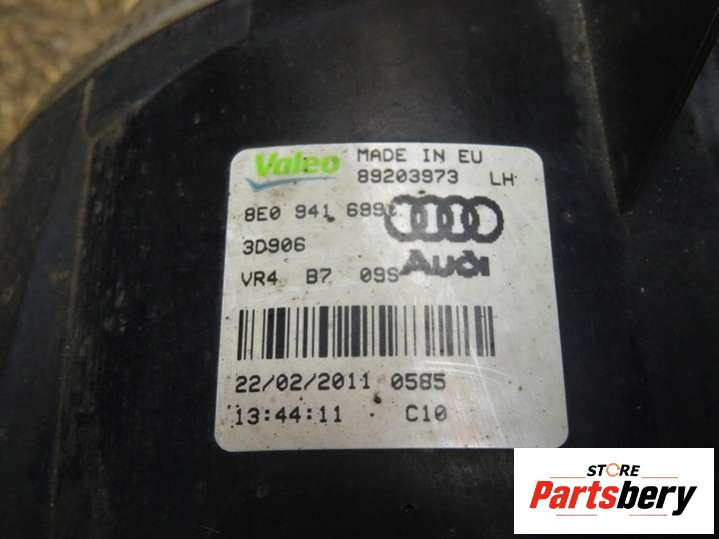 Valeo MADE IN EU
89203973 LH
8E0 941 699
3D906
Audi
VR4 B7 09S
22/02/2011 0585
13:44:11 C10
STORE
Partsbery